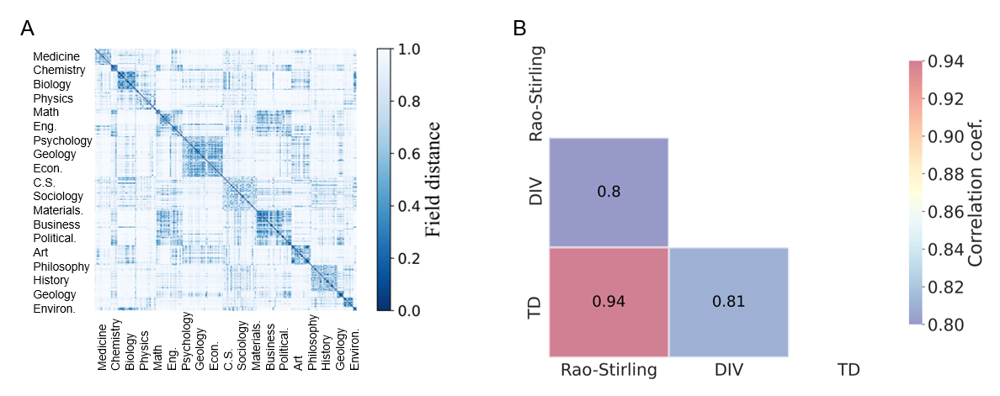 A
Medicine
Chemistry
Biology
Physics
Math
Eng.
Psychology
Geology
Econ.
C.S.
Sociology
Materials.
Business
Political.
Art
Philosophy
History
Geology
Environ.
Medicine
Chemistry
Biology
Physics
Math
Eng.
Psychology
Geology
Econ.
C.S.
Sociology
Materials.
Business
Political.
Art
Philosophy
History
Geology
Environ.
1.0
0.8
0.6
0.4
0.2
0.0
Field distance
B
Rao-Stirling
DIV
TD
0.8
0.94
0.81
Rao-Stirling
DIV
TD
0.94
0.92
0.90
0.88
0.86
0.84
0.82
0.80
Correlation coef.